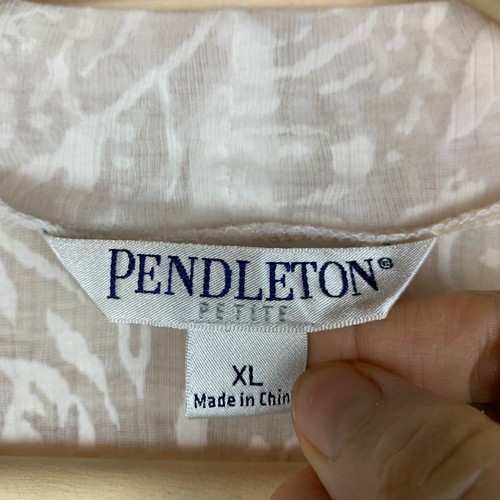 PENDLETON®
PETITE
XL
Made in Chin